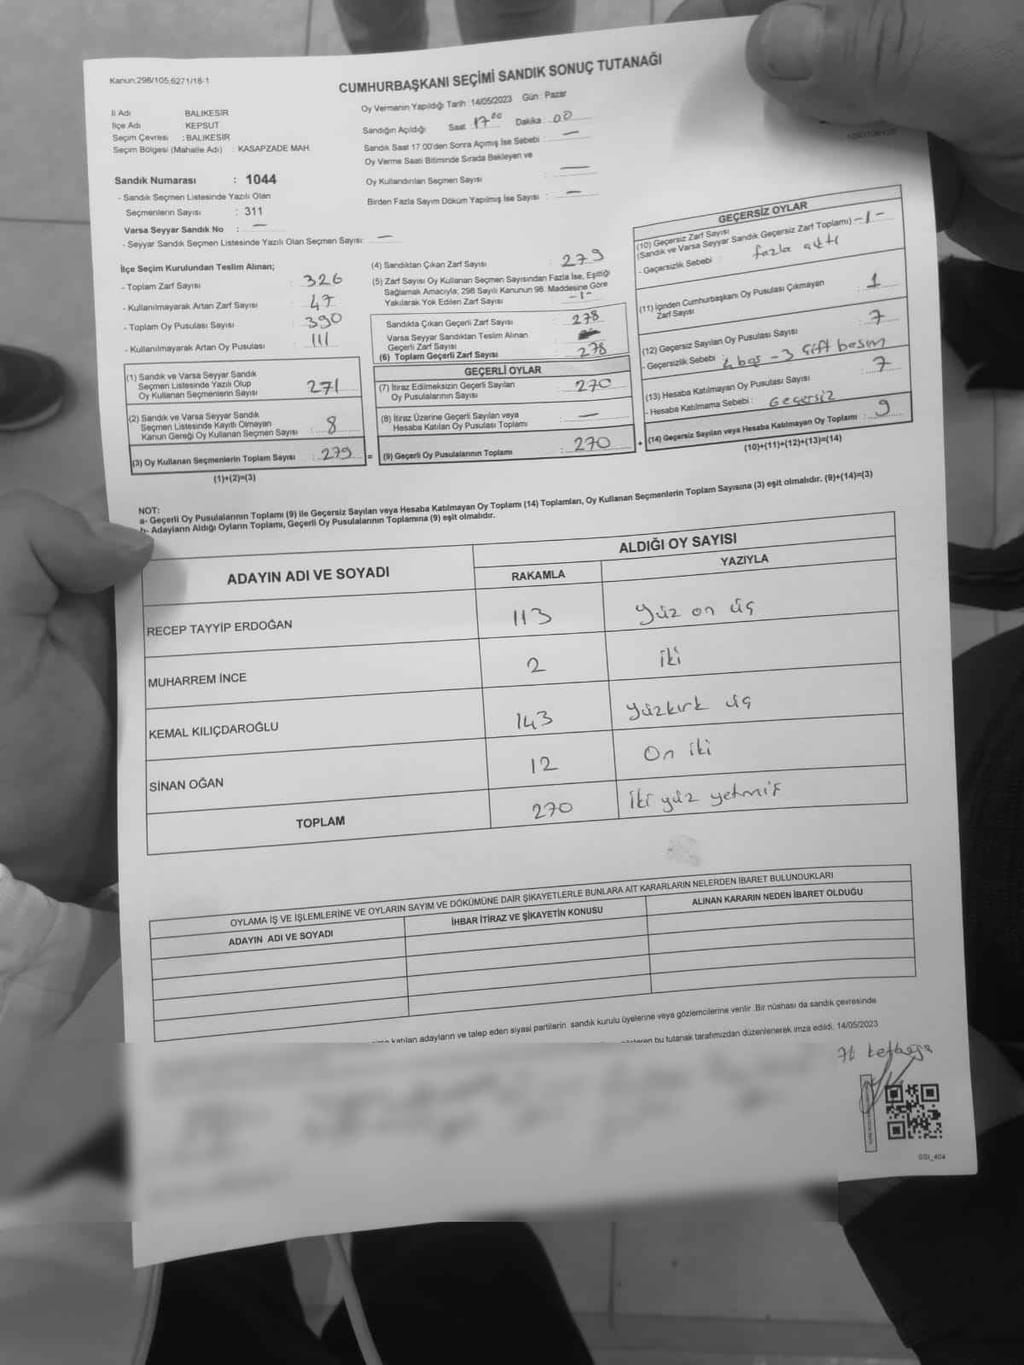 Kanun:298/105;6271/18-1
CUMHURBAŞKANI SEÇİMİ SANDIK SONUÇ TUTANAĞI
İl Adı : BALIKESİR
İlçe Adı : KEPSUT
Seçim Çevresi : BALIKESİR
Seçim Bölgesi (Mahalle Adı) : KASAPZADE MAH.
Oy Vermenin Yapıldığı Tarih : 14/05/2023 Gün : Pazar
Sandığın Açıldığı Saat : 17:00 Dakika : 00
Sandık Saat 17:00'den Sonra Açılmış İse Sebebi : —
Oy Verme Saati Bitiminde Sırada Bekleyen ve
Oy Kullandırılan Seçmen Sayısı : —
Birden Fazla Sayım Döküm Yapılmış İse Sayısı : —
Sandık Numarası : 1044
- Sandık Seçmen Listesinde Yazılı Olan
Seçmenlerin Sayısı : 311
Varsa Seyyar Sandık No : —
- Seyyar Sandık Seçmen Listesinde Yazılı Olan Seçmen Sayısı: —
İlçe Seçim Kurulundan Teslim Alınan;
- Toplam Zarf Sayısı : 326
- Kullanılmayarak Artan Zarf Sayısı : 47
- Toplam Oy Pusulası Sayısı : 390
- Kullanılmayarak Artan Oy Pusulası : 111
(1) Sandık ve Varsa Seyyar Sandık
Seçmen Listesinde Yazılı Olup
Oy Kullanan Seçmenlerin Sayısı : 271
(2) Sandık ve Varsa Seyyar Sandık
Seçmen Listesinde Kayıtlı Olmayan
Kanun Gereği Oy Kullanan Seçmen Sayısı : 8
(3) Oy Kullanan Seçmenlerin Toplam Sayısı : 279
(1)+(2)=(3)
(4) Sandıktan Çıkan Zarf Sayısı : 279
(5) Zarf Sayısı Oy Kullanan Seçmen Sayısından Fazla İse, Eşitliği
Sağlamak Amacıyla; 298 Sayılı Kanunun 98. Maddesine Göre
Yakılarak Yok Edilen Zarf Sayısı : -1-
Sandıkta Çıkan Geçerli Zarf Sayısı : 278
Varsa Seyyar Sandıktan Teslim Alınan
Geçerli Zarf Sayısı :
(6) Toplam Geçerli Zarf Sayısı : 278
GEÇERLİ OYLAR
(7) İtiraz Edilmeksizin Geçerli Sayılan
Oy Pusulalarının Sayısı : 270
(8) İtiraz Üzerine Geçerli Sayılan veya
Hesaba Katılan Oy Pusulası Toplamı : —
(9) Geçerli Oy Pusulalarının Toplamı : 270
GEÇERSİZ OYLAR
(10) Geçersiz Zarf Sayısı
(Sandık ve Varsa Seyyar Sandık Geçersiz Zarf Toplamı) -1-
- Geçersizlik Sebebi : fazla çıktı
(11) İçinden Cumhurbaşkanı Oy Pusulası Çıkmayan
Zarf Sayısı : 1
(12) Geçersiz Sayılan Oy Pusulası Sayısı : 7
- Geçersizlik Sebebi : 4 boş - 3 çift basım
(13) Hesaba Katılmayan Oy Pusulası Sayısı : 7
- Hesaba Katılmama Sebebi : Geçersiz
(14) Geçersiz Sayılan veya Hesaba Katılmayan Oy Toplamı : 9
(10)+(11)+(12)+(13)=(14)
NOT:
a- Geçerli Oy Pusulalarının Toplamı (9) ile Geçersiz Sayılan veya Hesaba Katılmayan Oy Toplamı (14) Toplamları, Oy Kullanan Seçmenlerin Toplam Sayısına (3) eşit olmalıdır. (9)+(14)=(3)
b- Adayların Aldığı Oyların Toplamı, Geçerli Oy Pusulalarının Toplamına (9) eşit olmalıdır.
ADAYIN ADI VE SOYADI
ALDIĞI OY SAYISI
RAKAMLA YAZIYLA
RECEP TAYYİP ERDOĞAN 113 Yüz on üç
MUHARREM İNCE 2 İki
KEMAL KILIÇDAROĞLU 143 Yüzkırk üç
SİNAN OĞAN 12 On iki
TOPLAM 270 İki yüz yetmiş
OYLAMA İŞ VE İŞLEMLERİNE VE OYLARIN SAYIM VE DÖKÜMÜNE DAİR ŞİKAYETLERLE BUNLARA AİT KARARLARIN NELERDEN İBARET BULUNDUKLARI
ADAYIN ADI VE SOYADI İHBAR İTİRAZ VE ŞİKAYETİN KONUSU ALINAN KARARIN NEDEN İBARET OLDUĞU
katılan adayların ve talep eden siyasi partilerin sandık kurulu üyelerine veya gözlemcilerine verilir. Bir nüshası da sandık çevresinde
bu tutanak tarafımızdan düzenlenerek imza edildi. 14/05/2023